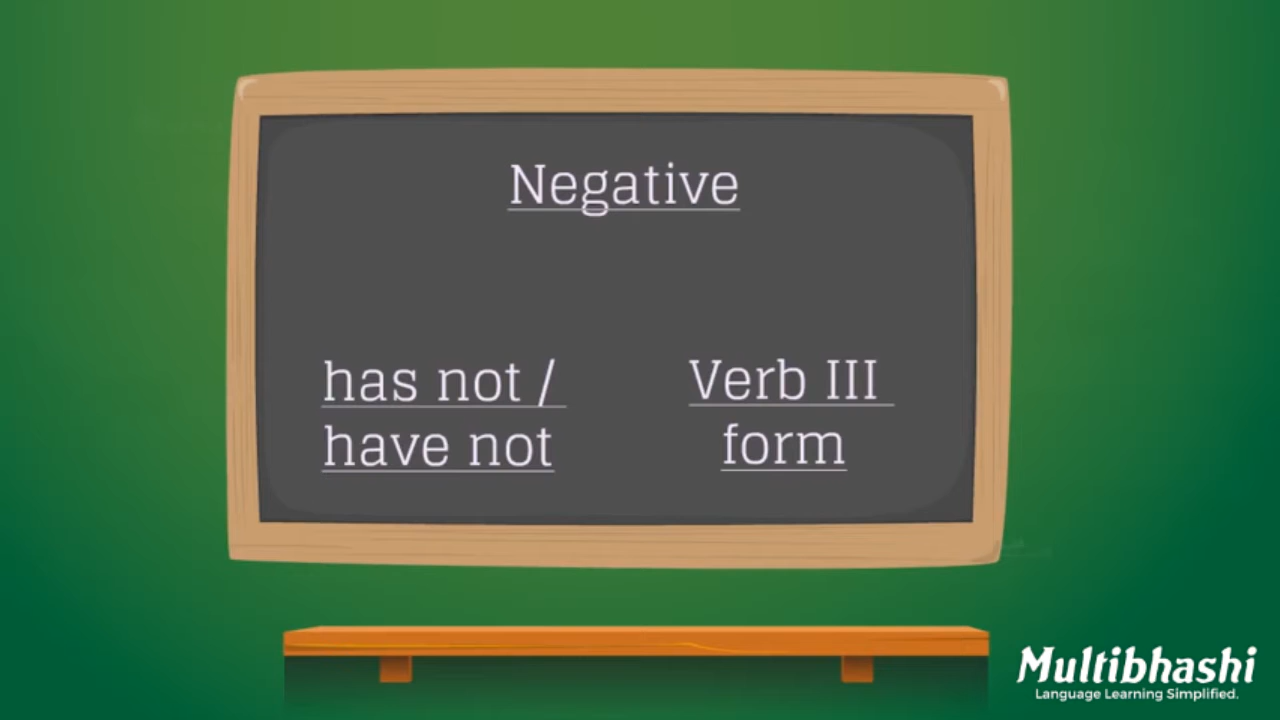 Negative
has not /
have not
Verb III
form
Multibhashi
Language Learning Simplified.